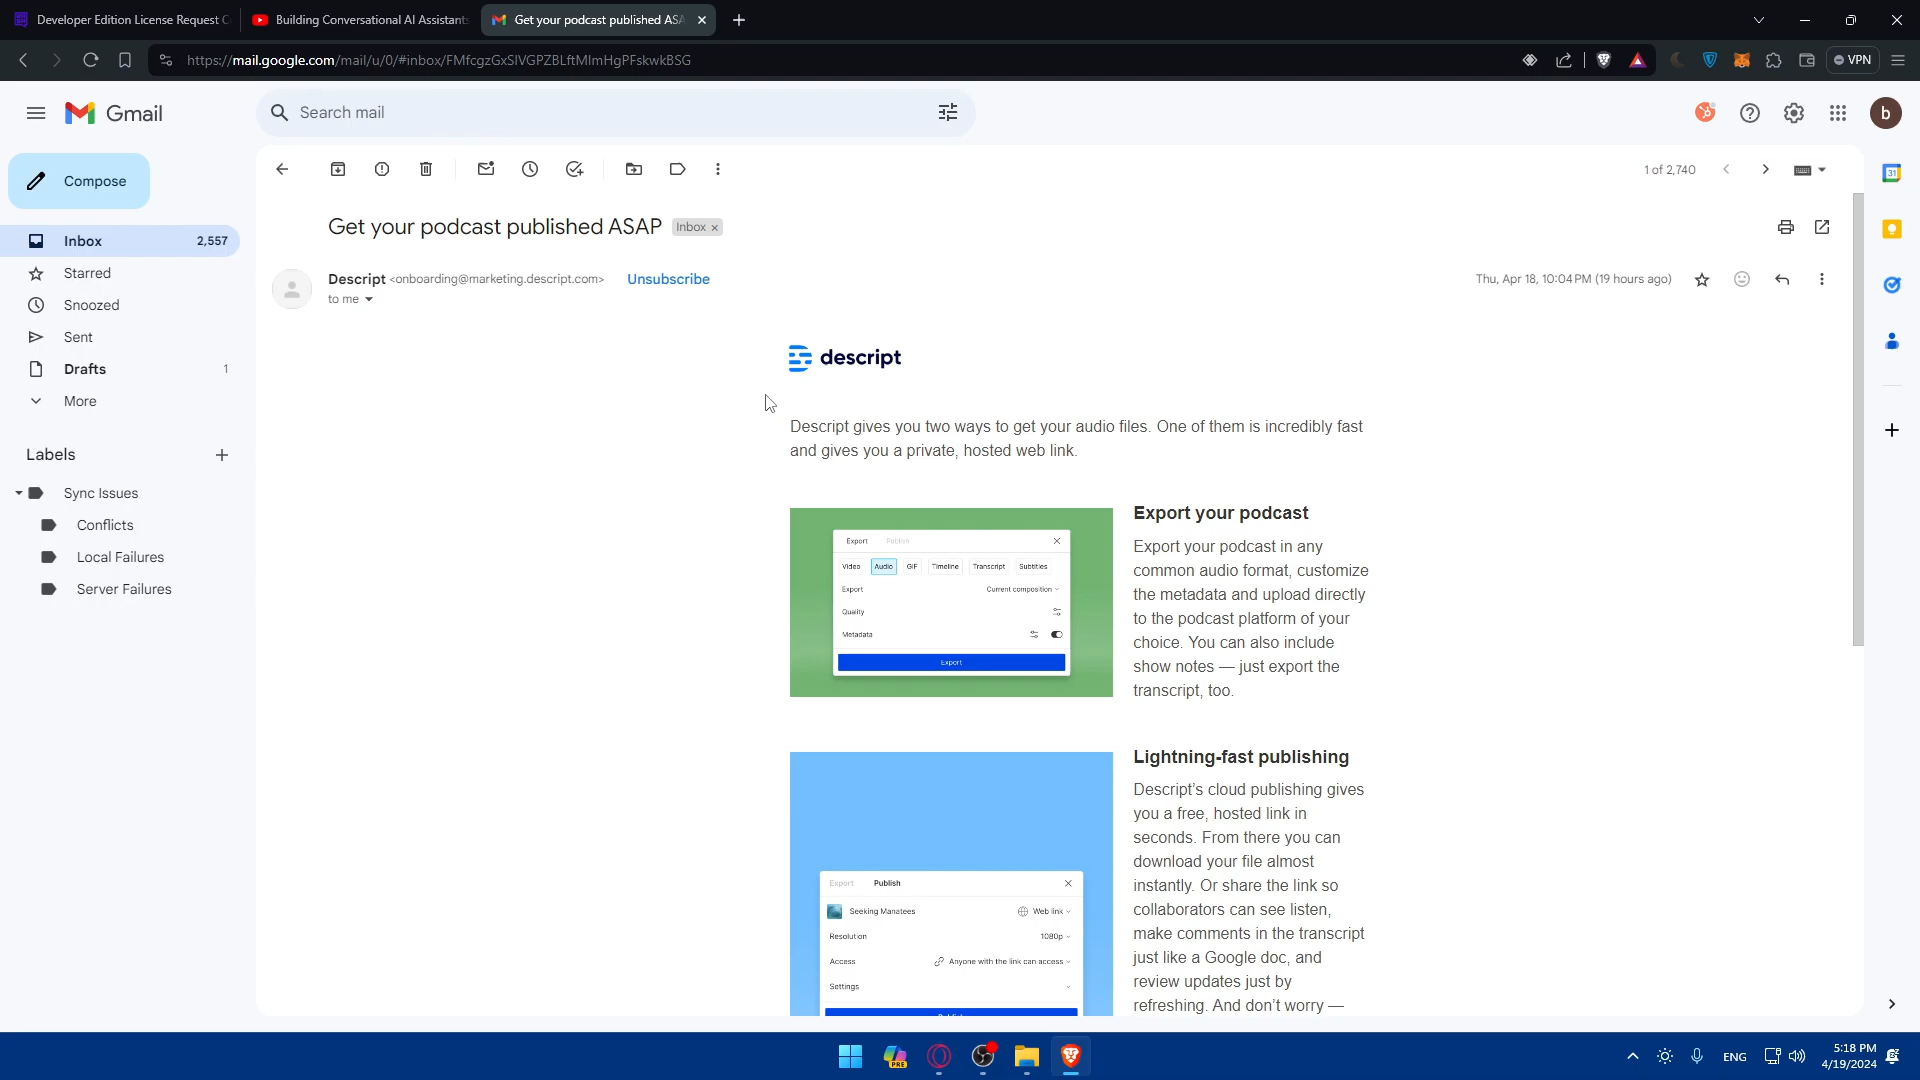 Developer Edition License Request C
Building Conversational AI Assistants
Get your podcast published ASA
https://mail.google.com/mail/u/0/#inbox/FMfcgzGxSlVGPZBLftMlmHgPFskwkBSG
VPN
Gmail
Search mail
b
Compose
1 of 2,740
Inbox 2,557
Starred
Snoozed
Sent
Drafts 1
More
Labels
Sync Issues
Conflicts
Local Failures
Server Failures
Get your podcast published ASAP Inbox ×
Descript <onboarding@marketing.descript.com> Unsubscribe
Thu, Apr 18, 10:04 PM (19 hours ago)
to me
descript
Descript gives you two ways to get your audio files. One of them is incredibly fast
and gives you a private, hosted web link.
Export Publish
Video Audio GIF Timeline Transcript Subtitles
Export Current composition
Quality
Metadata
Export
Export your podcast
Export your podcast in any
common audio format, customize
the metadata and upload directly
to the podcast platform of your
choice. You can also include
show notes — just export the
transcript, too.
Export Publish
Seeking Manatees Web link
Resolution 1080p
Access Anyone with the link can access
Settings
Lightning-fast publishing
Descript's cloud publishing gives
you a free, hosted link in
seconds. From there you can
download your file almost
instantly. Or share the link so
collaborators can see listen,
make comments in the transcript
just like a Google doc, and
review updates just by
refreshing. And don't worry —
31
PRE
ENG
5:18 PM
4/19/2024